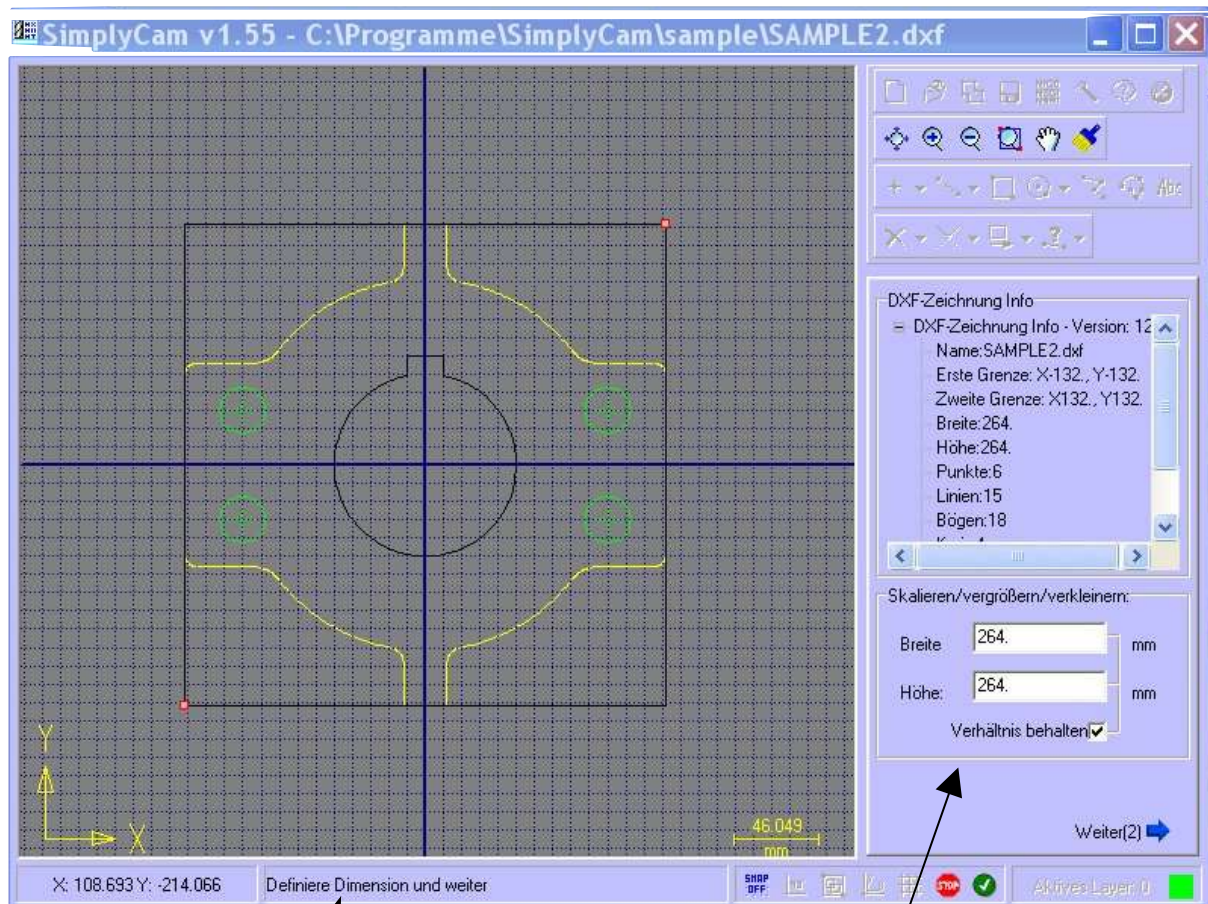 SimplyCam v1.55 - C:\Programme\SimplyCam\sample\SAMPLE2.dxf
Abc
DXF-Zeichnung Info
DXF-Zeichnung Info - Version: 12
Name:SAMPLE2.dxf
Erste Grenze: X-132., Y-132.
Zweite Grenze: X132., Y132.
Breite:264.
Höhe:264.
Punkte:6
Linien:15
Bögen:18
Skalieren/vergrößern/verkleinern:
Breite 264. mm
Höhe: 264. mm
Verhältnis behalten
Y
X
46.049
mm
Weiter(2)
X: 108.693 Y: -214.066 Definiere Dimension und weiter SNAP OFF STOP Aktives Layer: 0